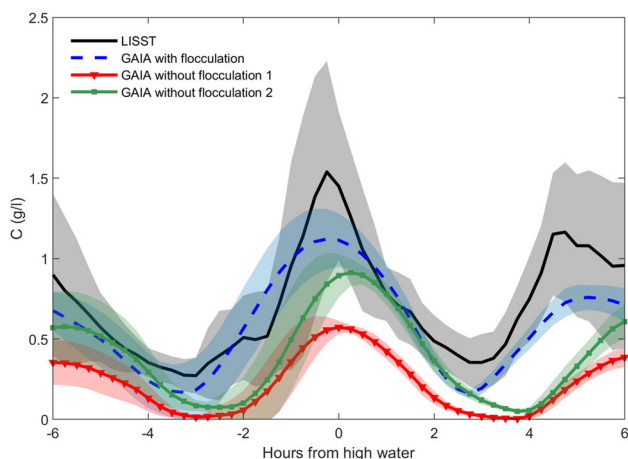 2.5
2
1.5
1
0.5
0
C (g/l)
LISST
GAIA with flocculation
GAIA without flocculation 1
GAIA without flocculation 2
-6 -4 -2 0 2 4 6
Hours from high water